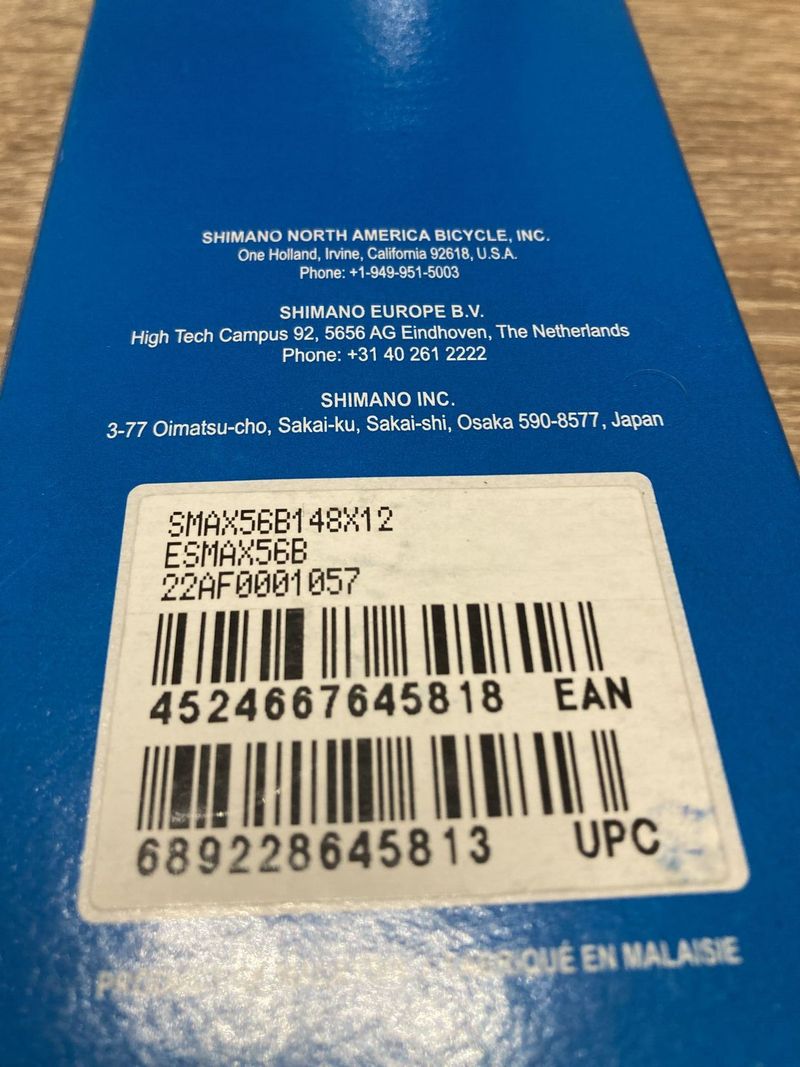 SHIMANO NORTH AMERICA BICYCLE, INC.
One Holland, Irvine, California 92618, U.S.A.
Phone: +1-949-951-5003
SHIMANO EUROPE B.V.
High Tech Campus 92, 5656 AG Eindhoven, The Netherlands
Phone: +31 40 261 2222
SHIMANO INC.
3-77 Oimatsu-cho, Sakai-ku, Sakai-shi, Osaka 590-8577, Japan
SMAX56B148X12
ESMAX56B
22AF0001057
4524667645818 EAN
689228645813 UPC
EN MALAISIE